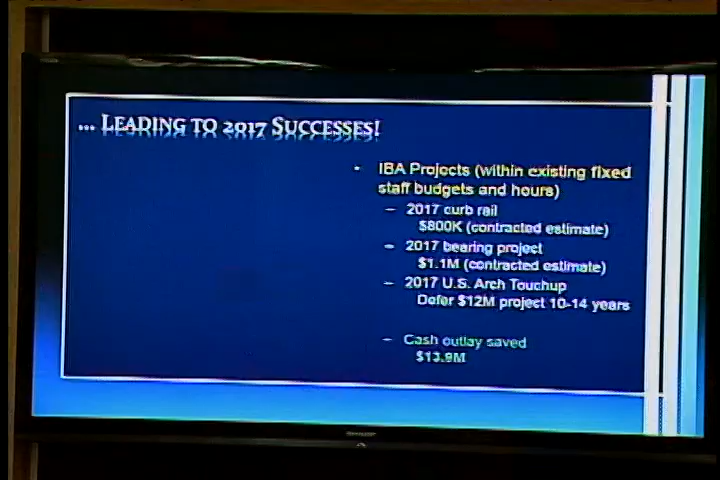 ... LEADING TO 2017 SUCCESSES!
• IBA Projects (within existing fixed
staff budgets and hours)
– 2017 curb rail
$800K (contracted estimate)
– 2017 bearing project
$1.1M (contracted estimate)
– 2017 U.S. Arch Touchup
Defer $12M project 10-14 years
– Cash outlay saved
$13.9M
SHARP